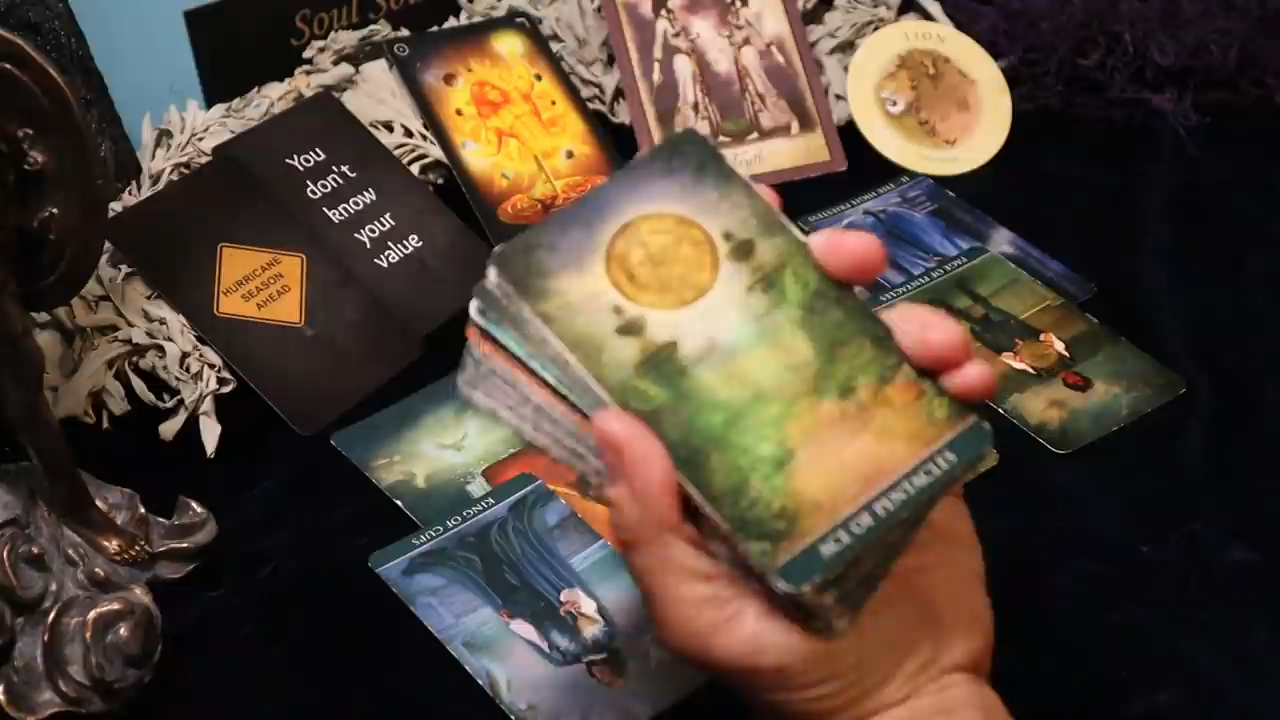 Soul
You
don't
know
your
value
HURRICANE
SEASON
AHEAD
LION
Truth
II THE HIGH PRIESTESS
PAGE OF PENTACLES
ACE OF PENTACLES
KING OF CUPS